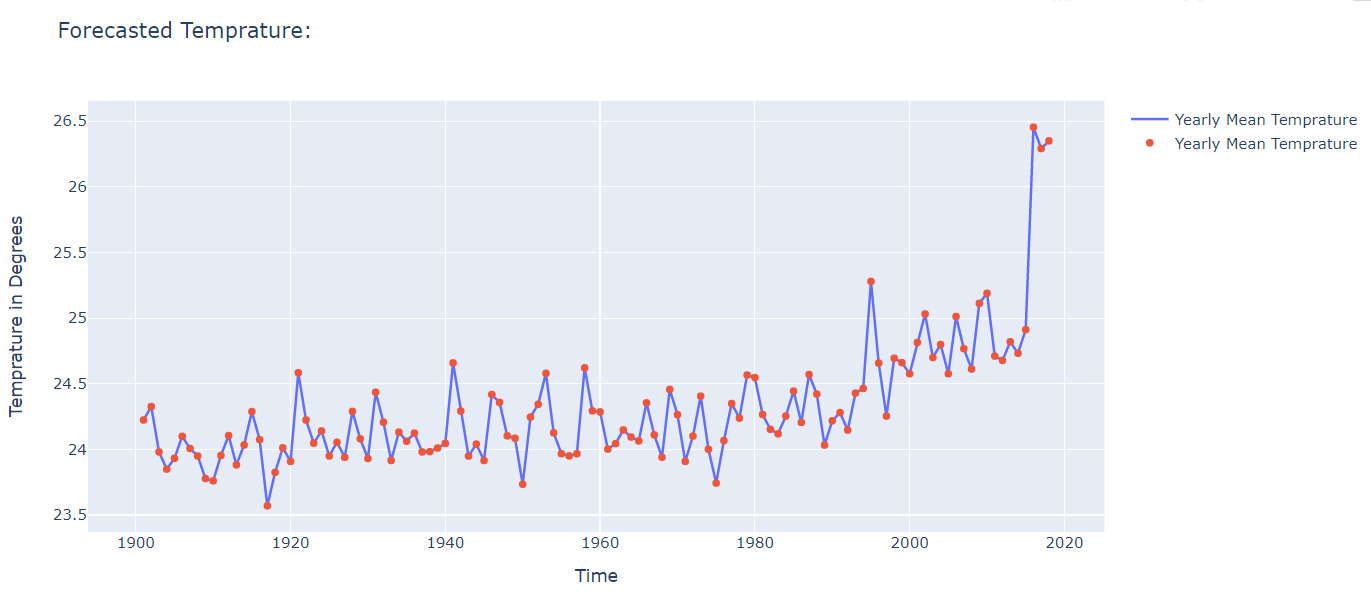 Forecasted Temprature:
Yearly Mean Temprature
Yearly Mean Temprature
Temprature in Degrees
26.5
26
25.5
25
24.5
24
23.5
1900 1920 1940 1960 1980 2000 2020
Time